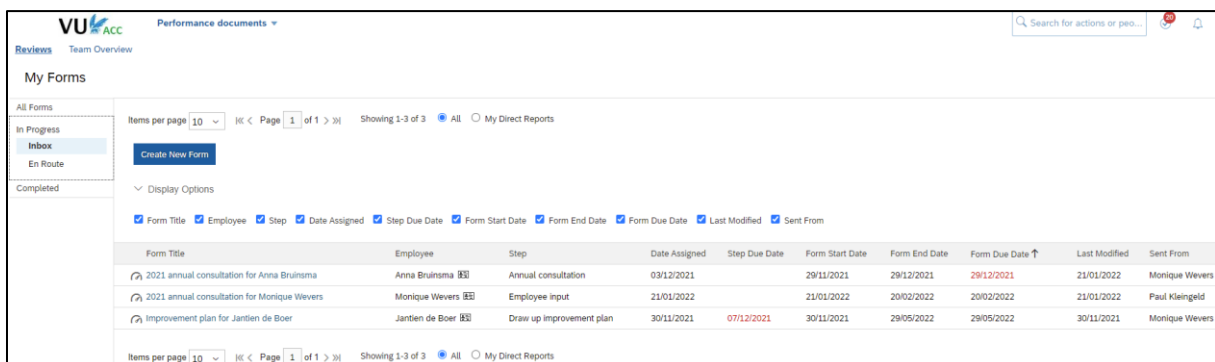 VU ACC Performance documents Search for actions or peo... 20
Reviews Team Overview
My Forms
All Forms
In Progress
Inbox
En Route
Completed
Items per page 10 Page 1 of 1 Showing 1-3 of 3 All My Direct Reports
Create New Form
Display Options
Form Title Employee Step Date Assigned Step Due Date Form Start Date Form End Date Form Due Date Last Modified Sent From
Form Title Employee Step Date Assigned Step Due Date Form Start Date Form End Date Form Due Date ↑ Last Modified Sent From
2021 annual consultation for Anna Bruinsma Anna Bruinsma Annual consultation 03/12/2021 29/11/2021 29/12/2021 29/12/2021 21/01/2022 Monique Wevers
2021 annual consultation for Monique Wevers Monique Wevers Employee input 21/01/2022 21/01/2022 20/02/2022 20/02/2022 21/01/2022 Paul Kleingeld
Improvement plan for Jantien de Boer Jantien de Boer Draw up improvement plan 30/11/2021 07/12/2021 30/11/2021 29/05/2022 29/05/2022 30/11/2021 Monique Wevers
Items per page 10 Page 1 of 1 Showing 1-3 of 3 All My Direct Reports